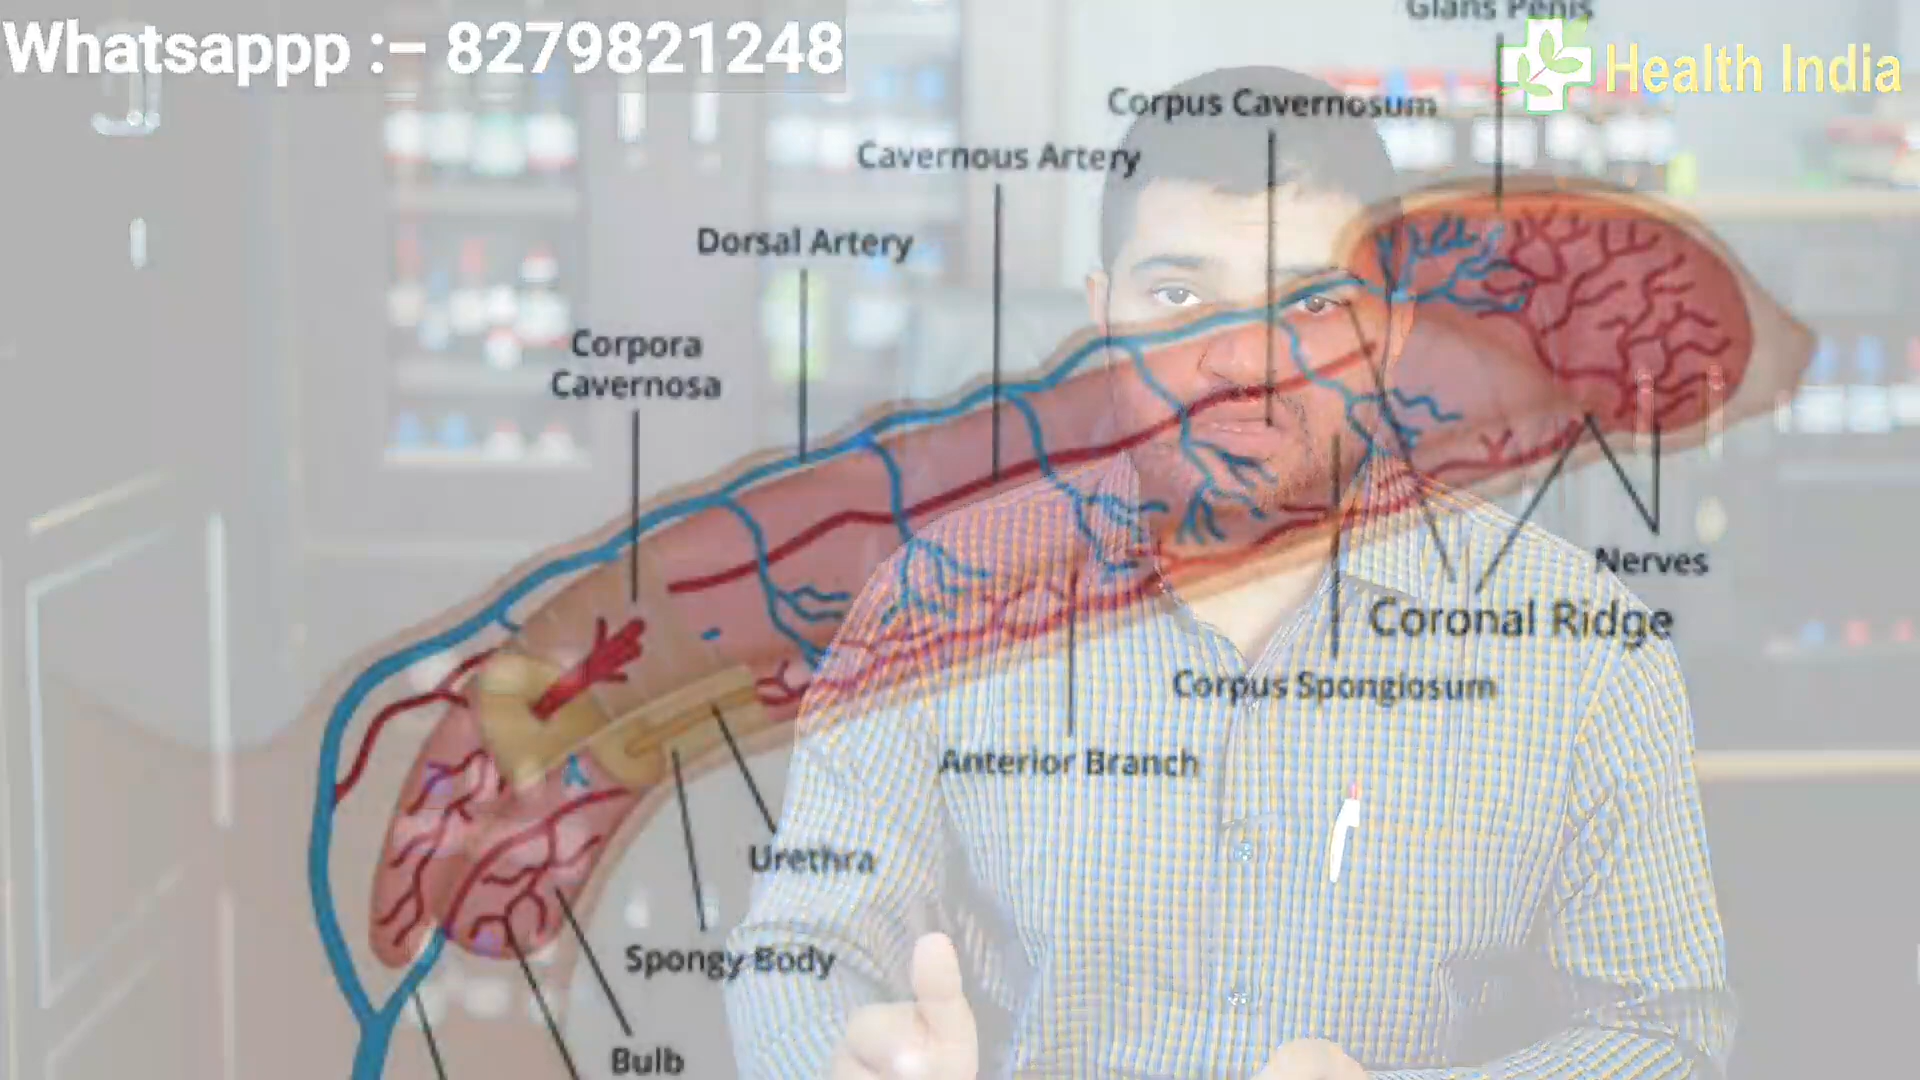 Whatsappp :– 8279821248
Glans Penis
Health India
Corpus Cavernosum
Cavernous Artery
Dorsal Artery
Corpora
Cavernosa
Nerves
Coronal Ridge
Corpus Spongiosum
Anterior Branch
Urethra
Spongy Body
Bulb